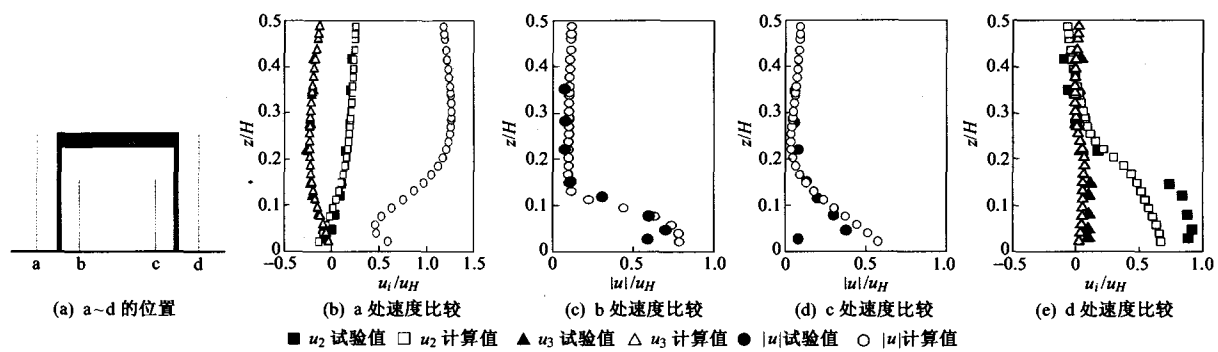 0.5
0.4
0.3
0.2
0.1
0
z/H
−0.5 0 0.5 1.0 1.5
u_i/u_H
0.5
0.4
0.3
0.2
0.1
0
z/H
0 0.5 1.0
|u|/u_H
0.5
0.4
0.3
0.2
0.1
0
z/H
0 0.5 1.0
|u|/u_H
0.5
0.4
0.3
0.2
0.1
0
z/H
−0.5 0 0.5 1.0
u_i/u_H
a b c d
(a) a~d 的位置
(b) a 处速度比较
(c) b 处速度比较
(d) c 处速度比较
(e) d 处速度比较
■ u₂ 试验值 □ u₂ 计算值 ▲ u₃ 试验值 △ u₃ 计算值 ● |u|试验值 ○ |u|计算值